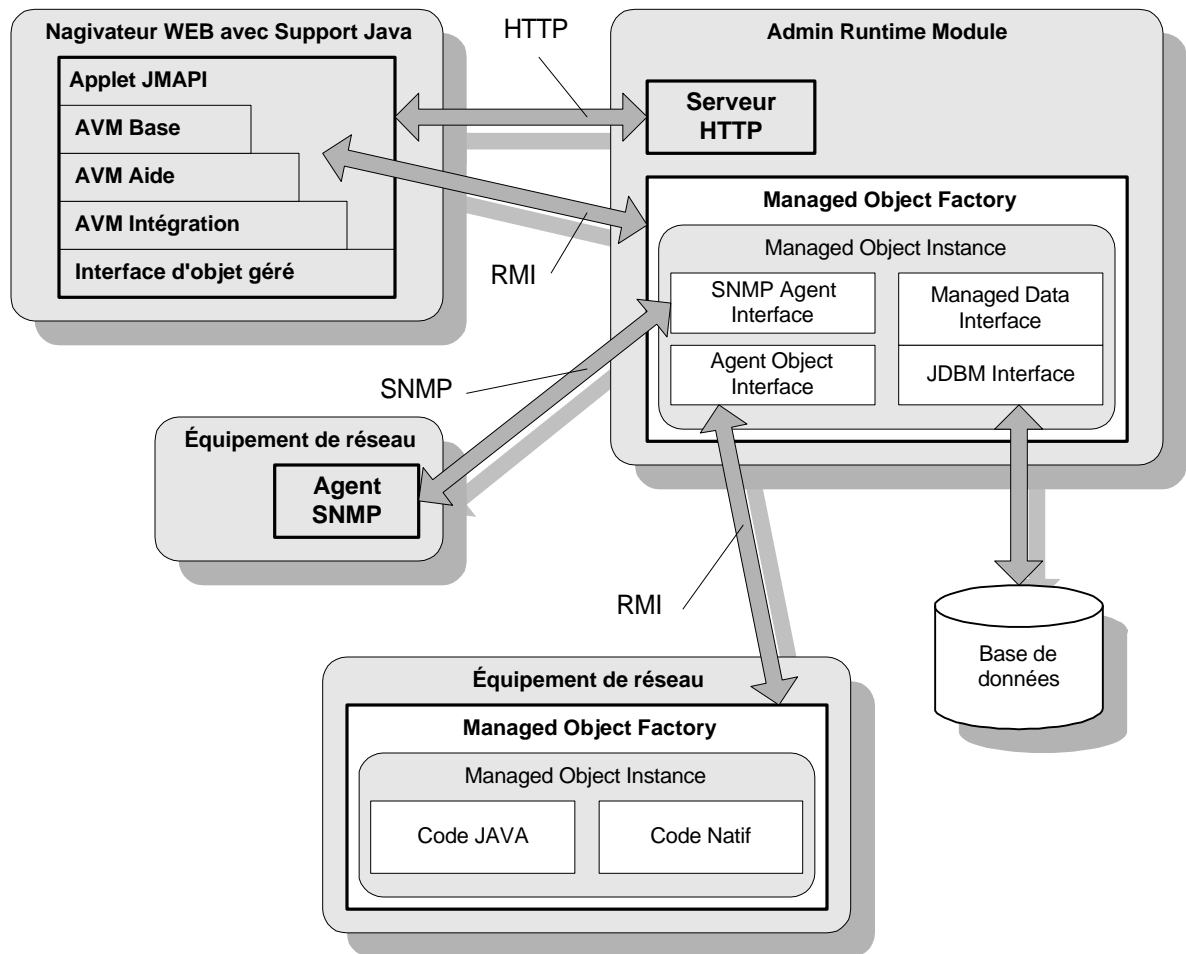 Nagivateur WEB avec Support Java
Applet JMAPI
AVM Base
AVM Aide
AVM Intégration
Interface d'objet géré
HTTP
RMI
Admin Runtime Module
Serveur
HTTP
Managed Object Factory
Managed Object Instance
SNMP Agent
Interface
Managed Data
Interface
Agent Object
Interface
JDBM Interface
SNMP
Équipement de réseau
Agent
SNMP
RMI
Base de
données
Équipement de réseau
Managed Object Factory
Managed Object Instance
Code JAVA
Code Natif